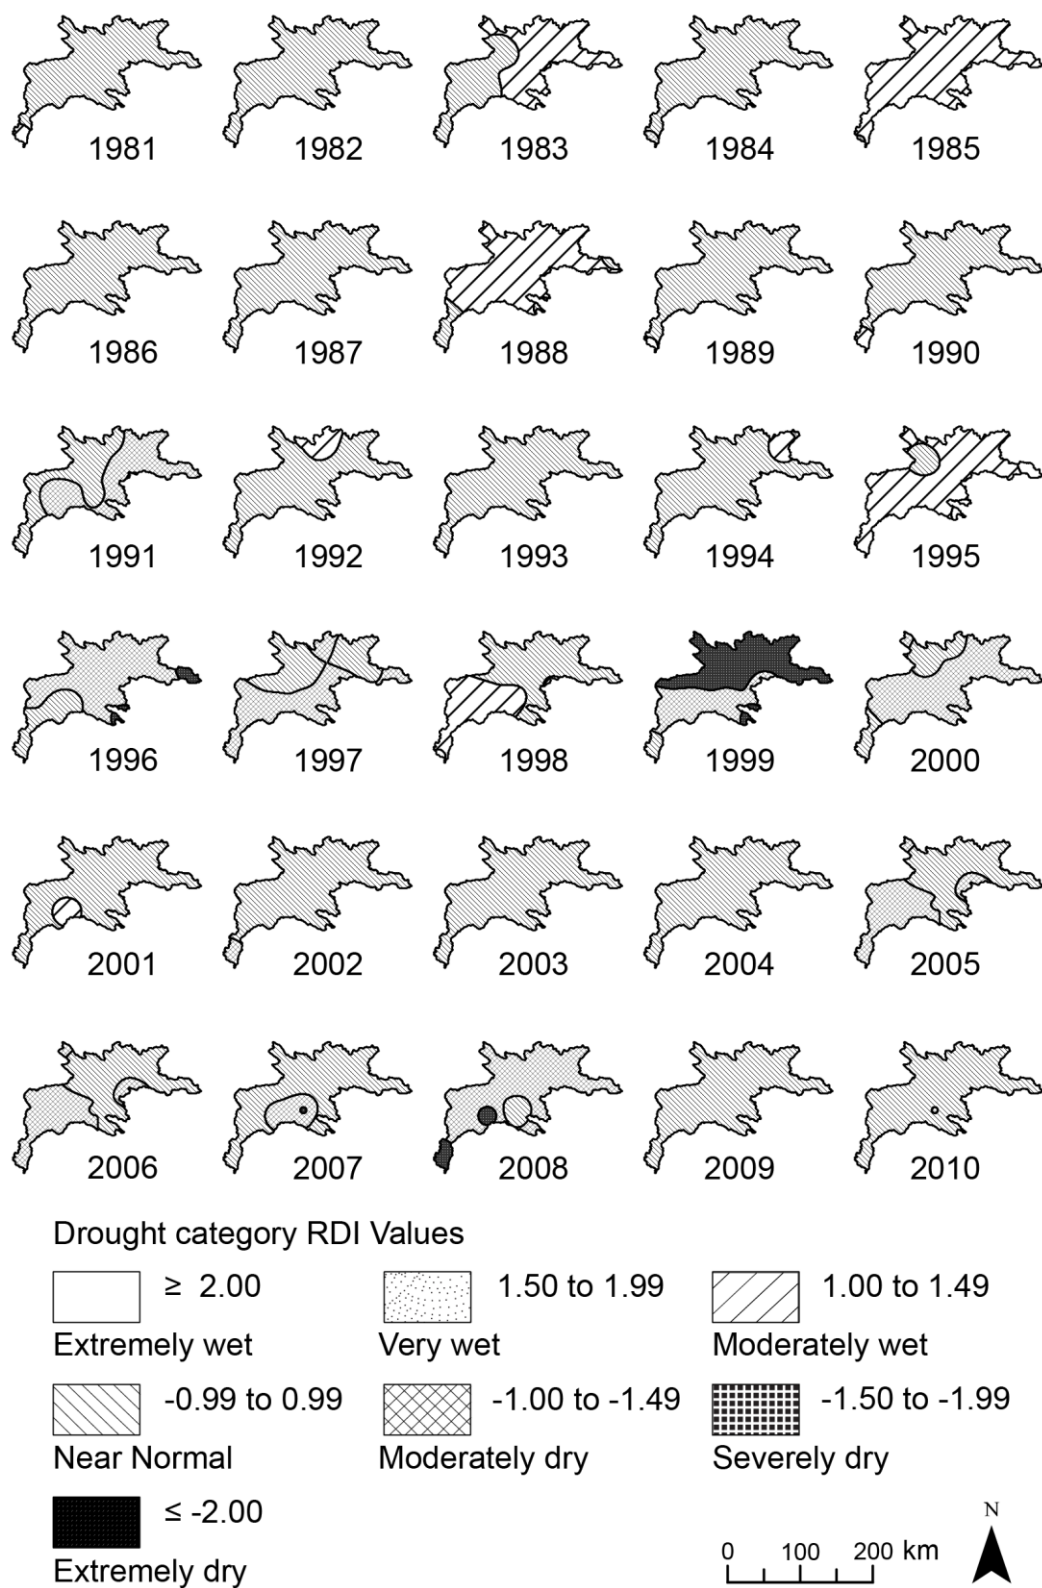 1981 1982 1983 1984 1985
1986 1987 1988 1989 1990
1991 1992 1993 1994 1995
1996 1997 1998 1999 2000
2001 2002 2003 2004 2005
2006 2007 2008 2009 2010
Drought category RDI Values
≥ 2.00 1.50 to 1.99 1.00 to 1.49
Extremely wet Very wet Moderately wet
-0.99 to 0.99 -1.00 to -1.49 -1.50 to -1.99
Near Normal Moderately dry Severely dry
≤ -2.00
Extremely dry
N
0 100 200 km